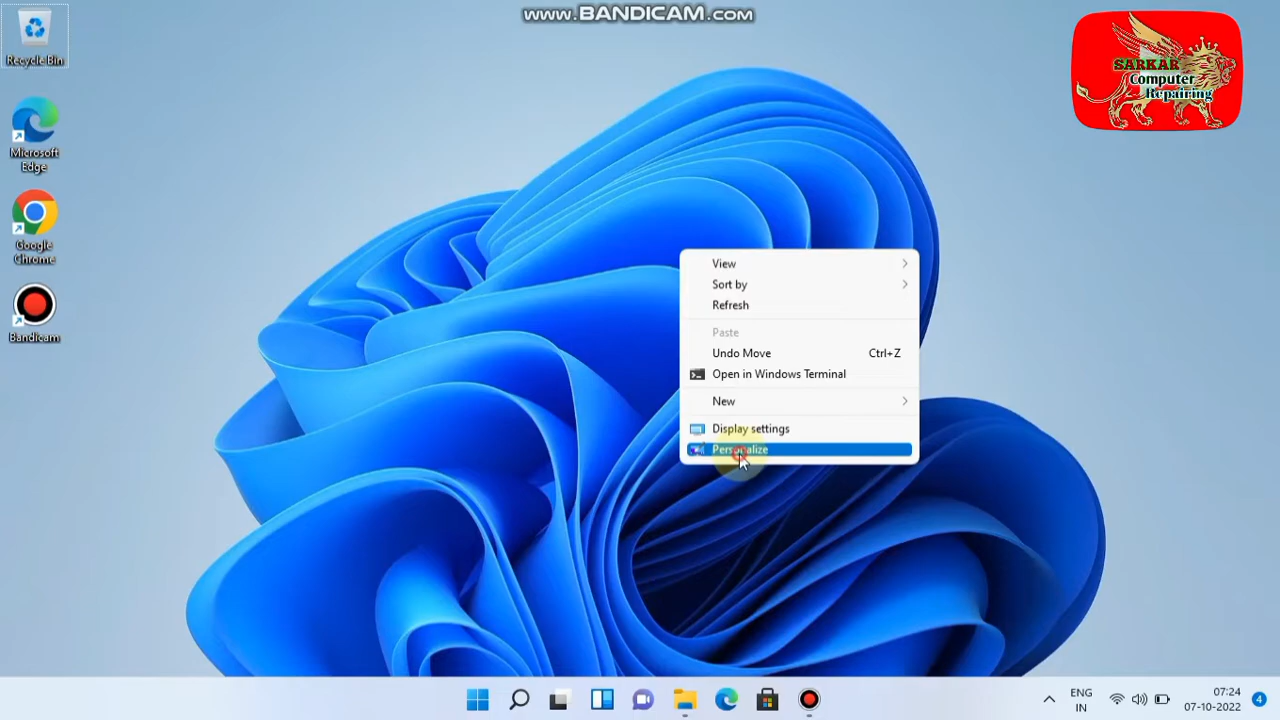 www.BANDICAM.com
SARKAR
Computer
Repairing
Recycle Bin
Microsoft
Edge
Google
Chrome
Bandicam
View
Sort by
Refresh
Paste
Undo Move Ctrl+Z
Open in Windows Terminal
New
Display settings
Personalize
ENG
IN
07:24
07-10-2022
4